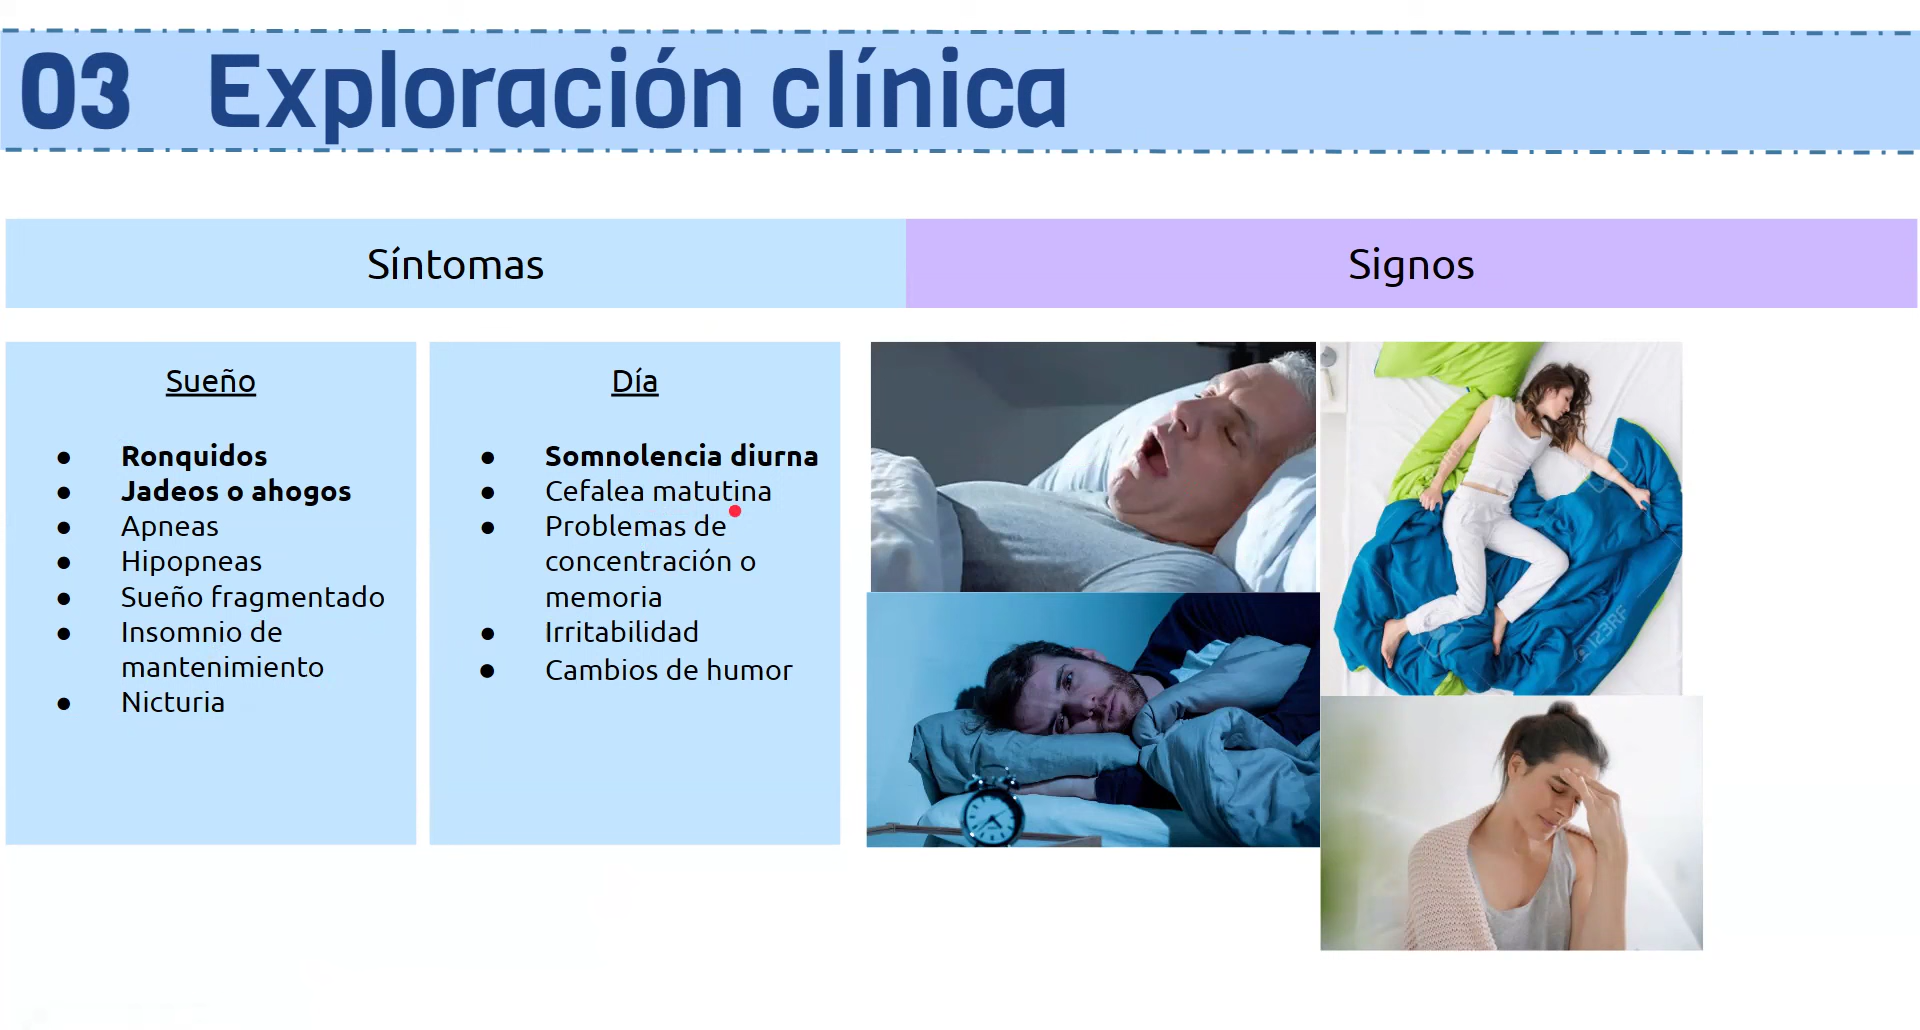 03 Exploración clínica
Síntomas
Signos
Sueño
● Ronquidos
● Jadeos o ahogos
● Apneas
● Hipopneas
● Sueño fragmentado
● Insomnio de
mantenimiento
● Nicturia
Día
● Somnolencia diurna
● Cefalea matutina
● Problemas de
concentración o
memoria
● Irritabilidad
● Cambios de humor
123RF